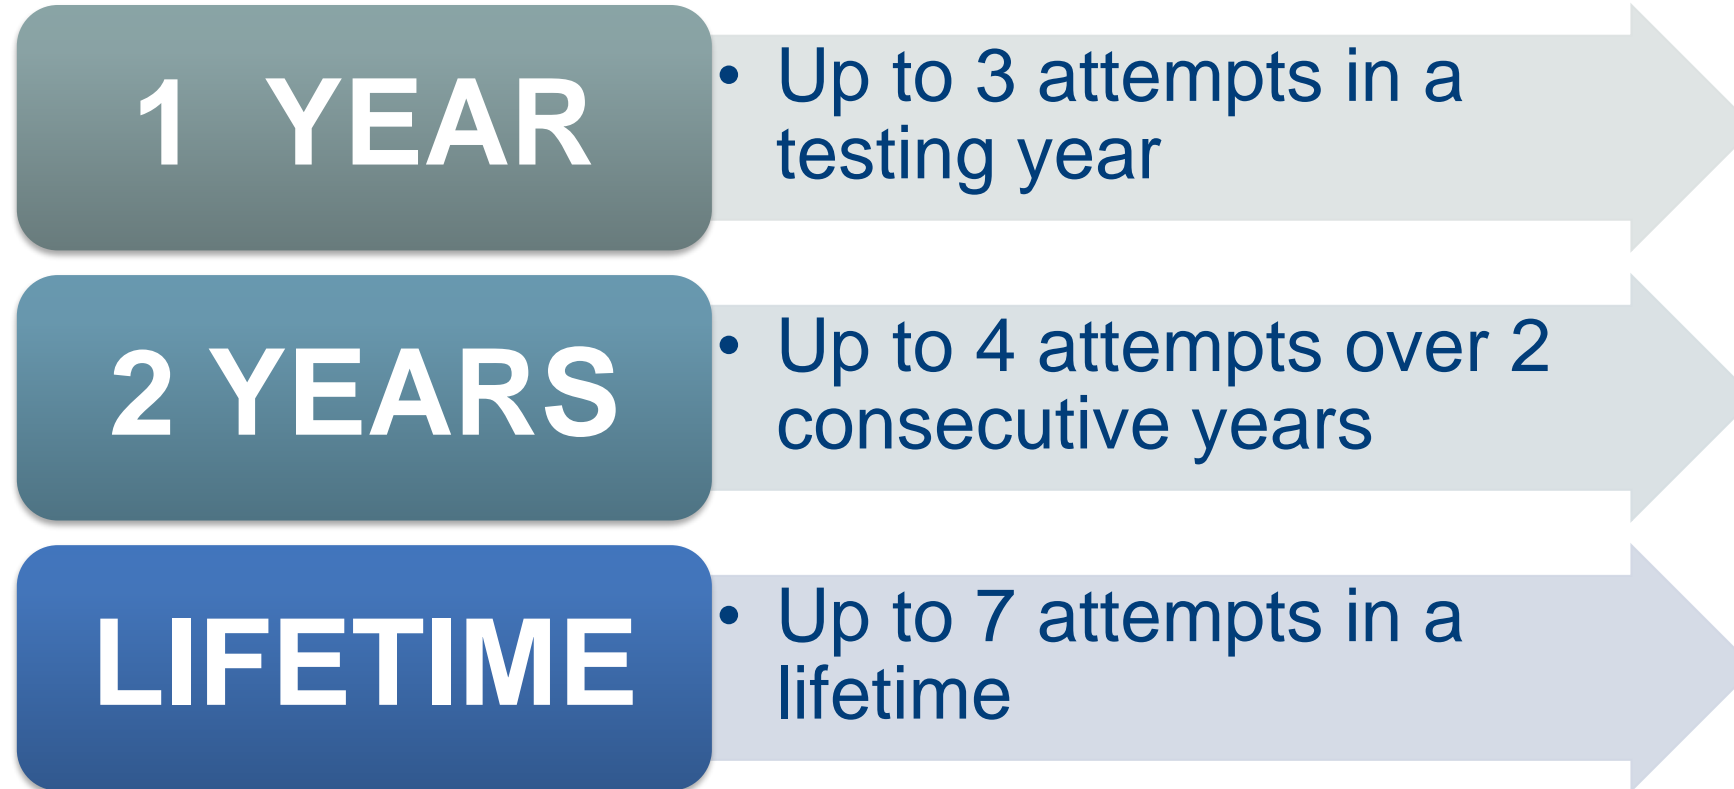 1 YEAR
• Up to 3 attempts in a
testing year
2 YEARS
• Up to 4 attempts over 2
consecutive years
LIFETIME
• Up to 7 attempts in a
lifetime